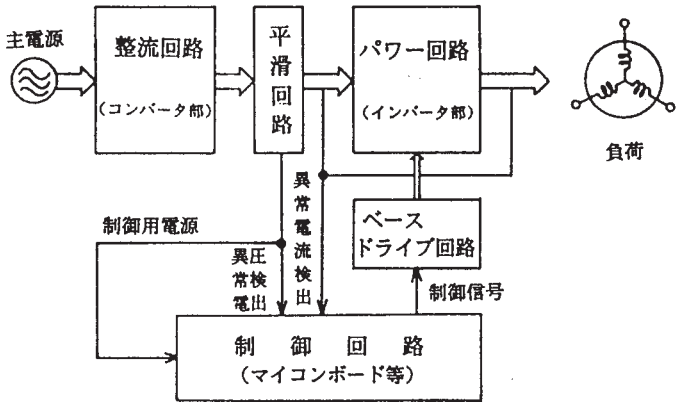 主電源
整流回路
(コンバータ部)
平滑回路
パワー回路
(インバータ部)
負荷
異常電流検出
ベース
ドライブ回路
制御用電源
異常電圧検出
制御信号
制御回路
(マイコンボード等)